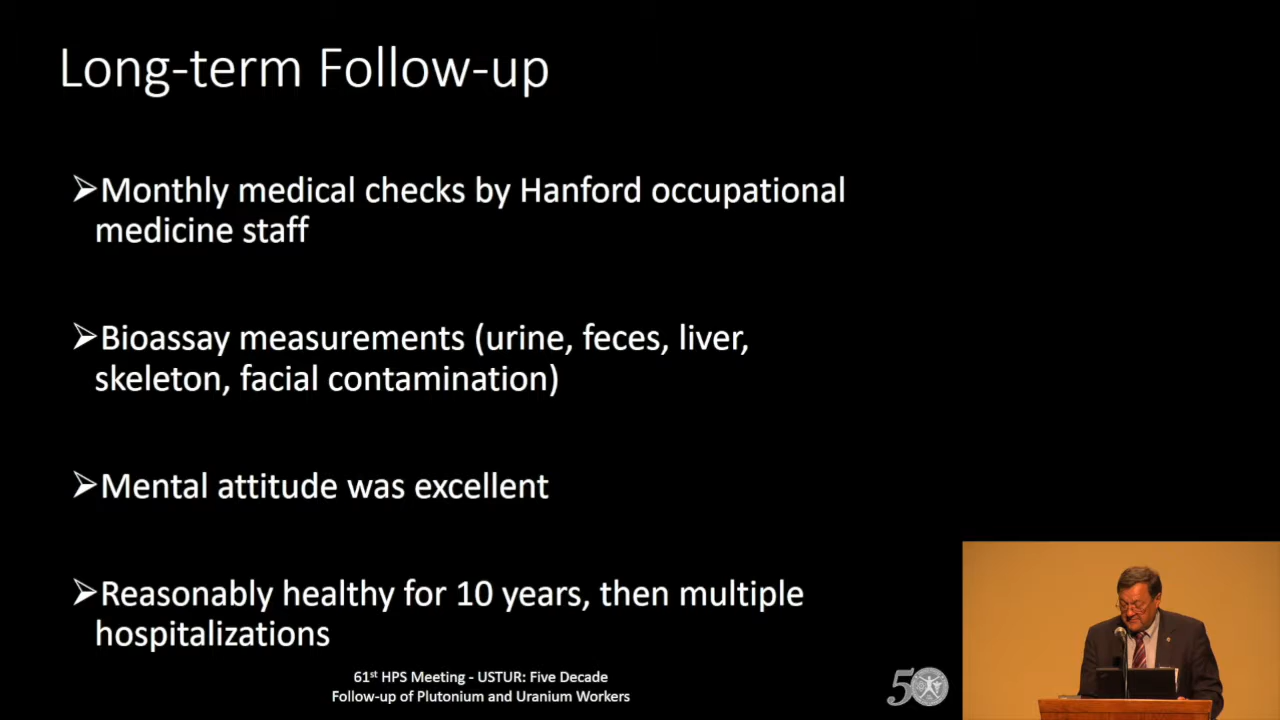 Long-term Follow-up
➢Monthly medical checks by Hanford occupational
medicine staff
➢Bioassay measurements (urine, feces, liver,
skeleton, facial contamination)
➢Mental attitude was excellent
➢Reasonably healthy for 10 years, then multiple
hospitalizations
61st HPS Meeting - USTUR: Five Decade
Follow-up of Plutonium and Uranium Workers
50